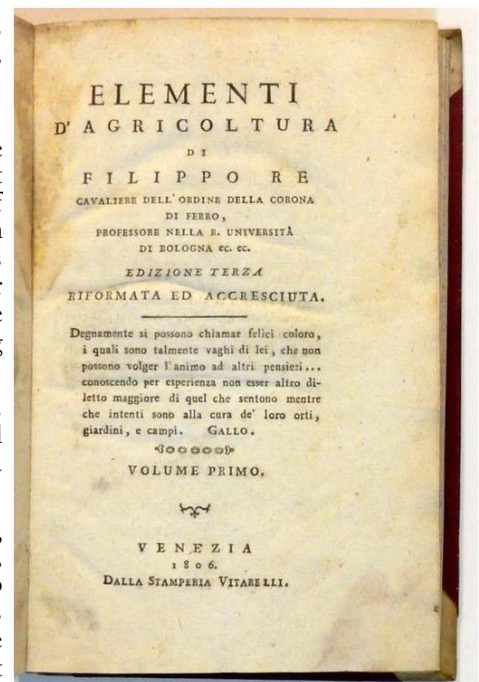 ELEMENTI
D'AGRICOLTURA
DI
FILIPPO RE
CAVALIERE DELL'ORDINE DELLA CORONA
DI FERRO,
PROFESSORE NELLA R. UNIVERSITÀ
DI BOLOGNA ec. ec.
EDIZIONE TERZA
RIFORMATA ED ACCRESCIUTA.
Degnamente si possono chiamar felici coloro,
i quali sono talmente vaghi di lei, che non
possono volger l'animo ad altri pensieri...
conoscendo per esperienza non esser altro di-
letto maggiore di quel che sentono mentre
che intenti sono alla cura de' loro orti,
giardini, e campi. GALLO.
VOLUME PRIMO.
VENEZIA
1806.
DALLA STAMPERIA VITARELLI.